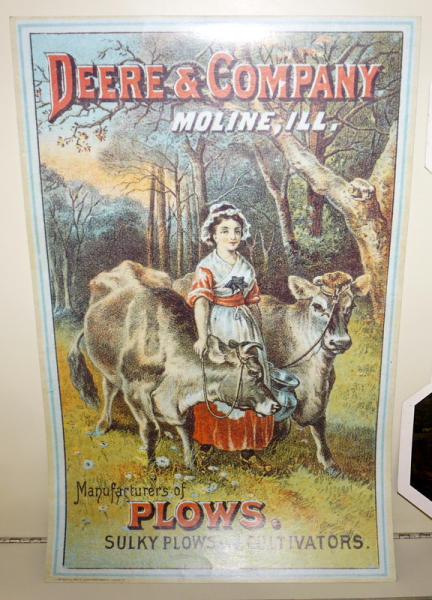 DEERE & COMPANY
MOLINE, ILL.
Manufacturers of
PLOWS.
SULKY PLOWS CULTIVATORS.